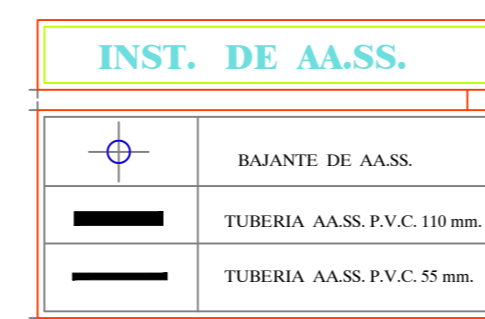 INST. DE AA.SS.
BAJANTE DE AA.SS.
TUBERIA AA.SS. P.V.C. 110 mm.
TUBERIA AA.SS. P.V.C. 55 mm.